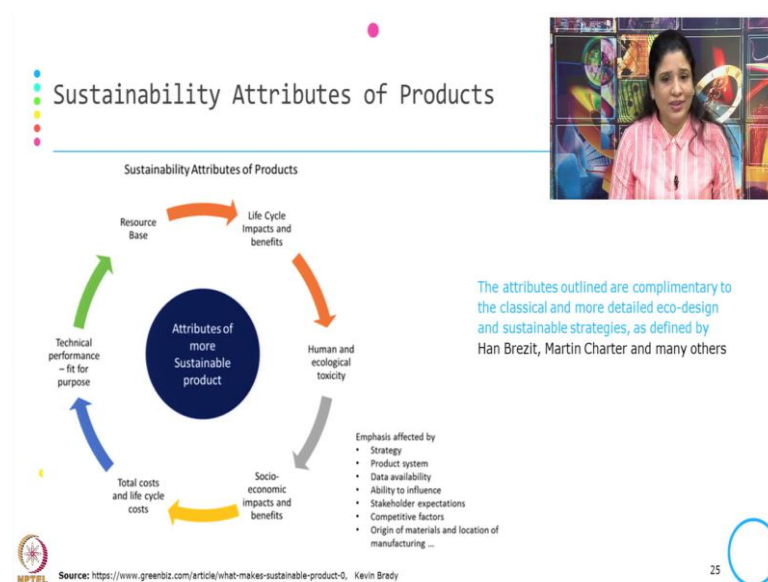 Sustainability Attributes of Products
Sustainability Attributes of Products
Resource
Base
Life Cycle
Impacts and
benefits
Human and
ecological
toxicity
Socio-
economic
impacts and
benefits
Total costs
and life cycle
costs
Technical
performance
– fit for
purpose
Attributes of
more
Sustainable
product
The attributes outlined are complimentary to
the classical and more detailed eco-design
and sustainable strategies, as defined by
Han Brezit, Martin Charter and many others
Emphasis affected by
• Strategy
• Product system
• Data availability
• Ability to influence
• Stakeholder expectations
• Competitive factors
• Origin of materials and location of
manufacturing ...
NPTEL
Source: https://www.greenbiz.com/article/what-makes-sustainable-product-0, Kevin Brady
25